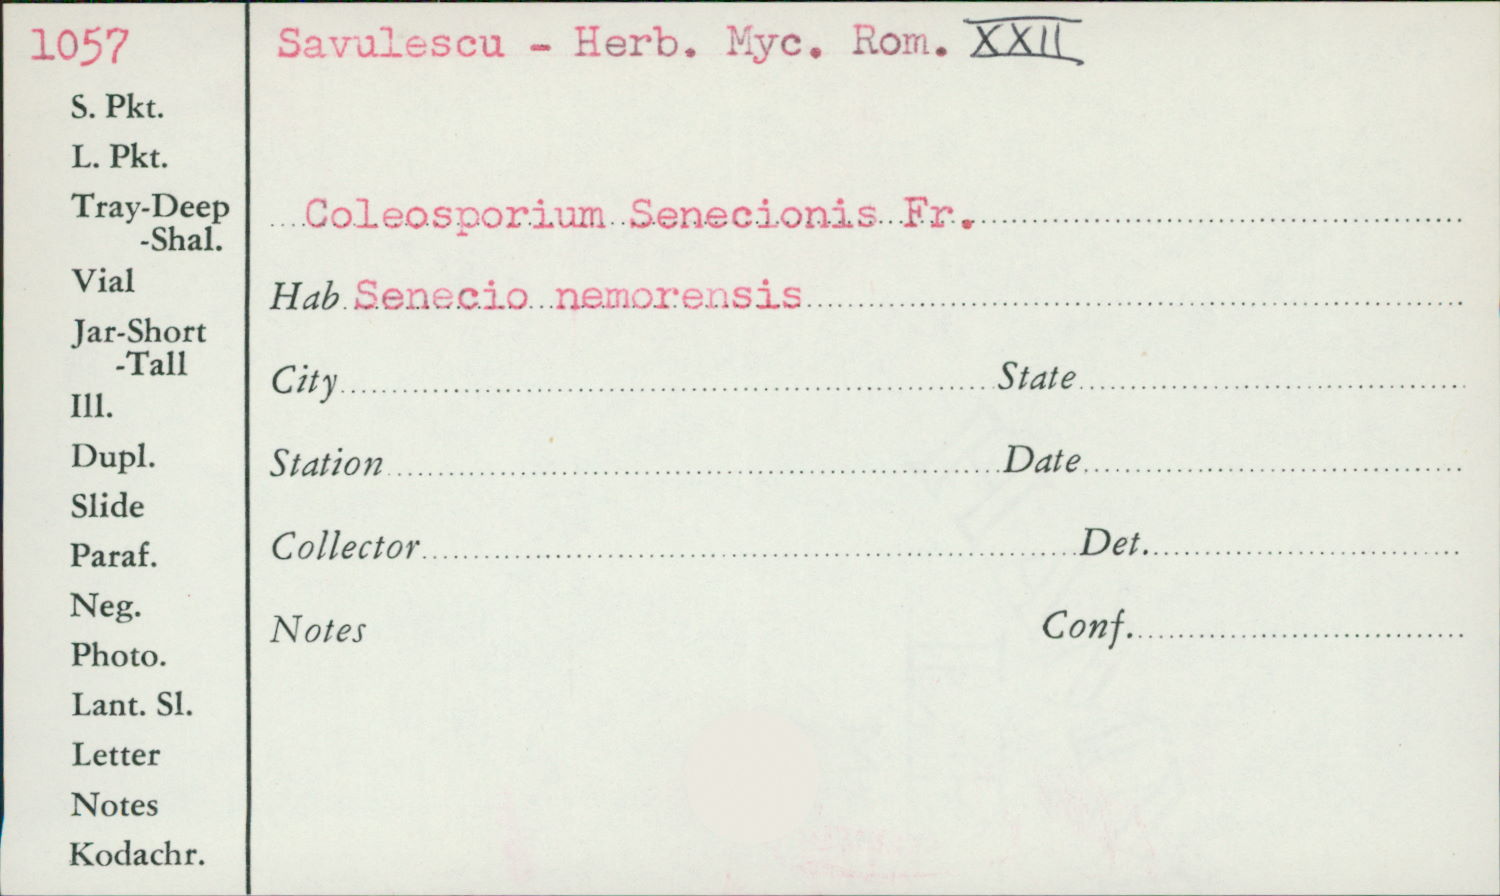 1057
Savulescu - Herb. Myc. Rom. XXII
S. Pkt.
L. Pkt.
Tray-Deep
-Shal.
Vial
Jar-Short
-Tall
Ill.
Dupl.
Slide
Paraf.
Neg.
Photo.
Lant. Sl.
Letter
Notes
Kodachr.
Coleosporium Senecionis Fr.
Hab Senecio nemorensis
City State
Station Date
Collector Det.
Notes Conf.